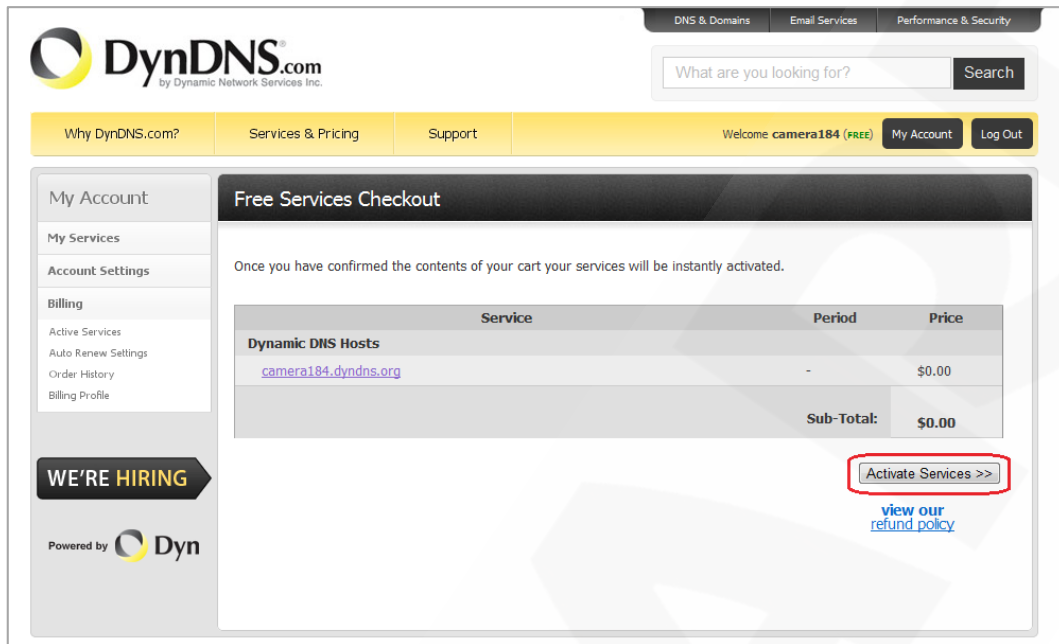 DNS & Domains Email Services Performance & Security
DynDNS.com
by Dynamic Network Services Inc.
What are you looking for? Search
Why DynDNS.com? Services & Pricing Support Welcome camera184 (FREE) My Account Log Out
My Account
My Services
Account Settings
Billing
Active Services
Auto Renew Settings
Order History
Billing Profile
WE'RE HIRING
Powered by Dyn
Free Services Checkout
Once you have confirmed the contents of your cart your services will be instantly activated.
Service Period Price
Dynamic DNS Hosts
camera184.dyndns.org - $0.00
Sub-Total: $0.00
Activate Services >>
view our
refund policy